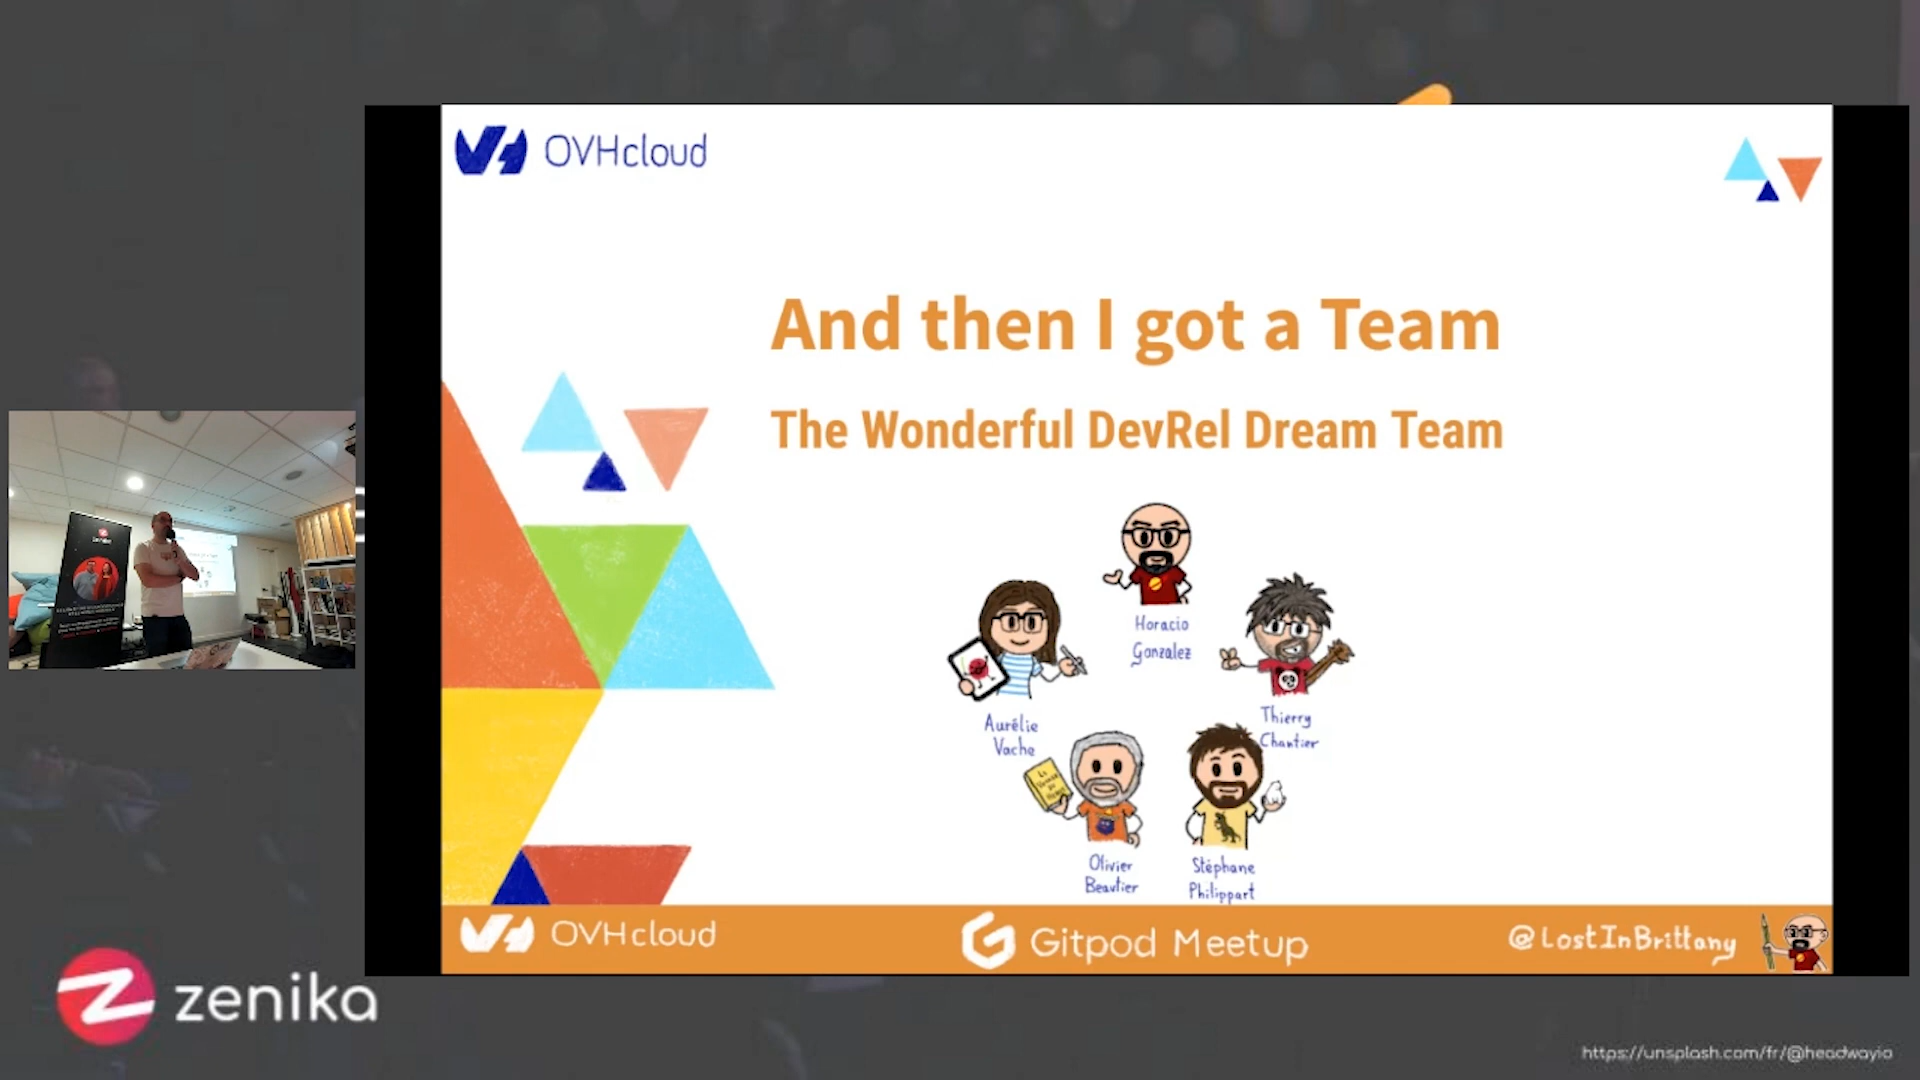 OVHcloud
And then I got a Team
The Wonderful DevRel Dream Team
Horacio
Gonzalez
Aurélie
Vache
Thierry
Chantier
Olivier
Beautier
Stéphane
Philippart
OVHcloud
Gitpod Meetup
@LostInBrittany
zenika
zenika
https://unsplash.com/fr/@headwayio